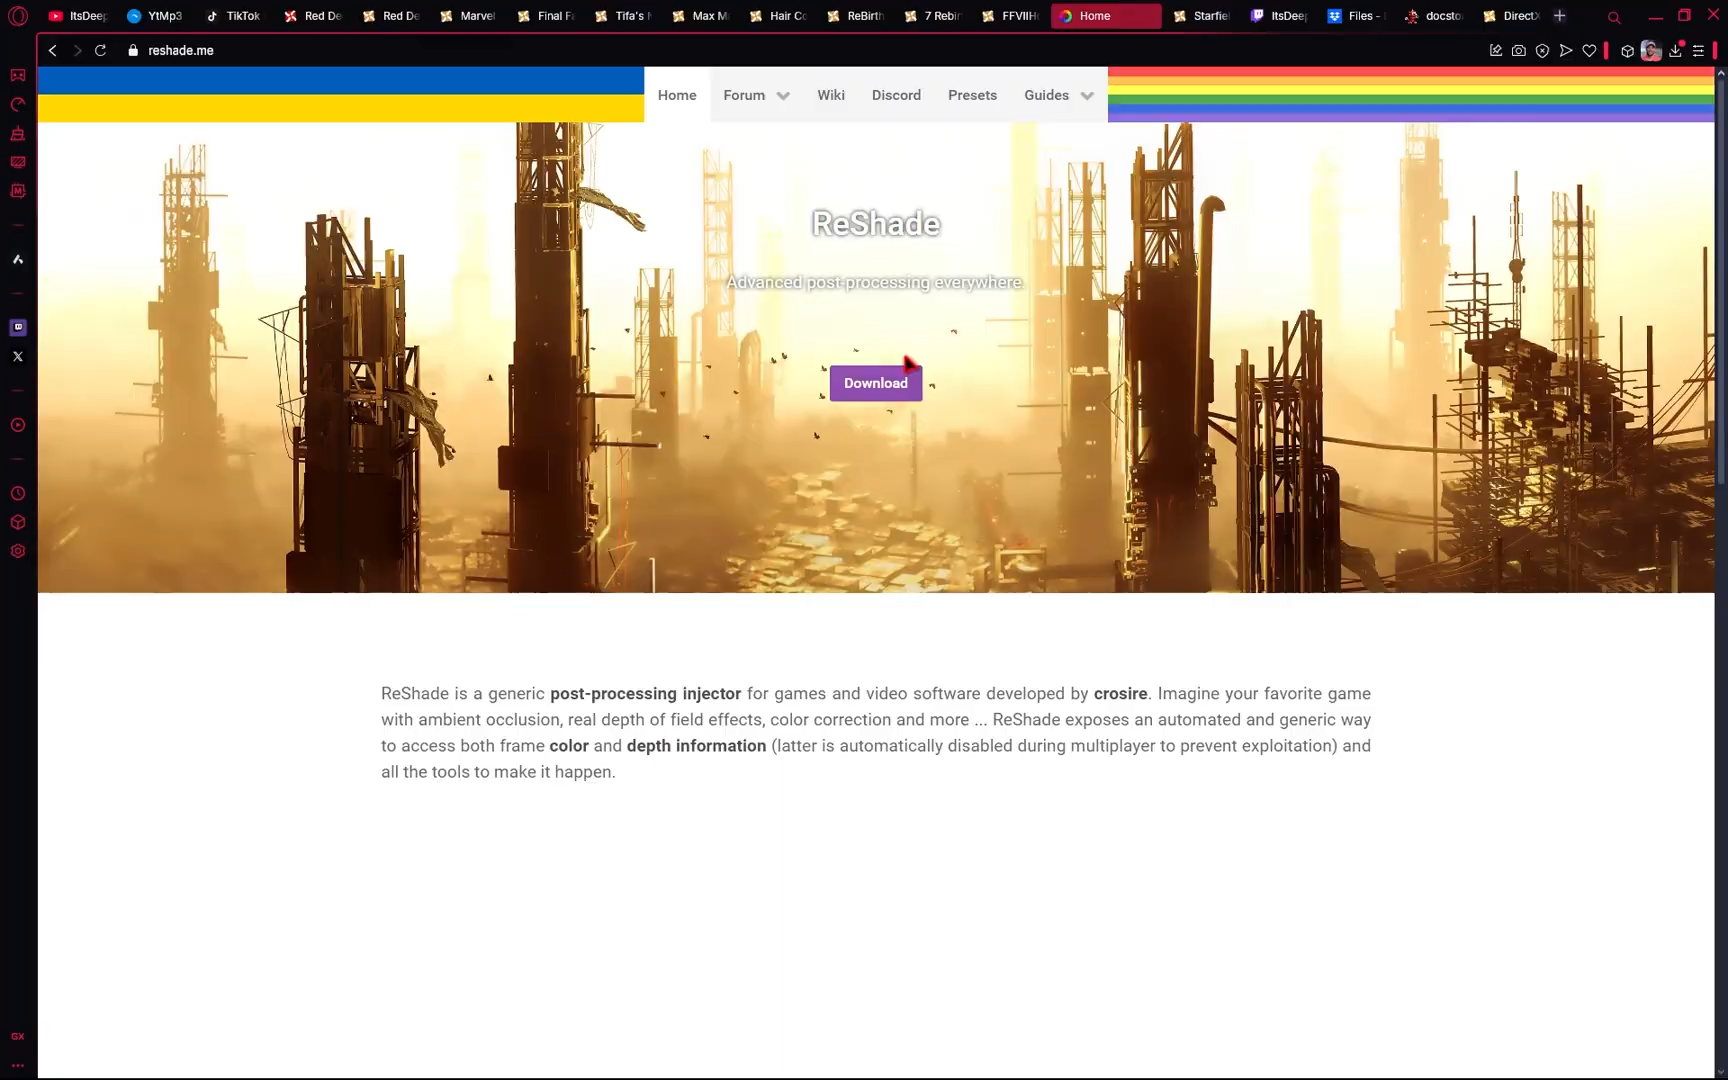 ItsDeep
YtMp3
TikTok
Red De
Red De
Marvel
Final Fa
Tifa's
Max M
Hair Co
ReBirth
7 Rebir
FFVIIH
Home
Starfie
ItsDeep
Files -
docsto
DirectX
reshade.me
Home
Forum
Wiki
Discord
Presets
Guides
ReShade
Advanced post-processing everywhere.
Download
ReShade is a generic post-processing injector for games and video software developed by crosire. Imagine your favorite game
with ambient occlusion, real depth of field effects, color correction and more ... ReShade exposes an automated and generic way
to access both frame color and depth information (latter is automatically disabled during multiplayer to prevent exploitation) and
all the tools to make it happen.
GX